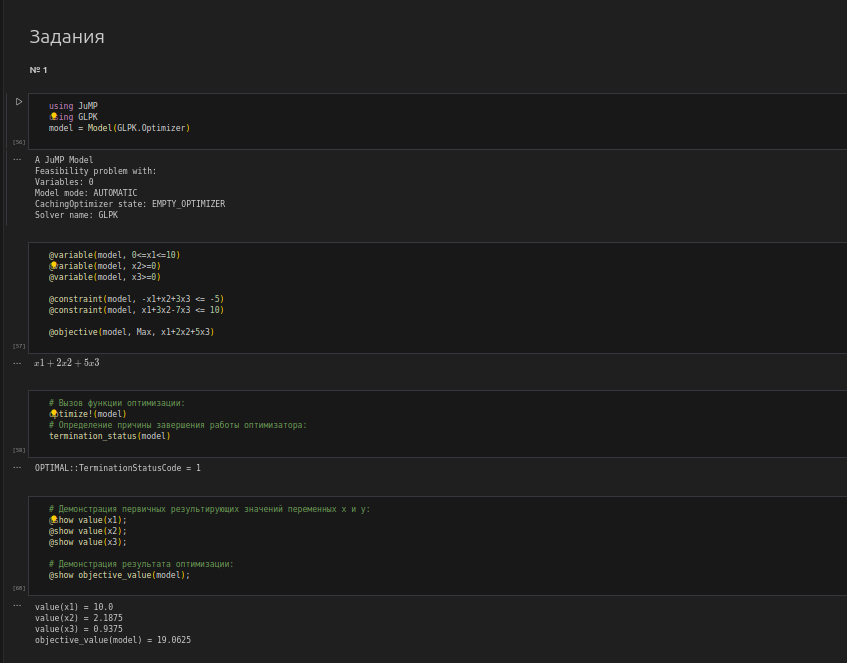 Задания
№ 1
using JuMP
using GLPK
model = Model(GLPK.Optimizer)
[56]
...
A JuMP Model
Feasibility problem with:
Variables: 0
Model mode: AUTOMATIC
CachingOptimizer state: EMPTY_OPTIMIZER
Solver name: GLPK
@variable(model, 0<=x1<=10)
@variable(model, x2>=0)
@variable(model, x3>=0)
@constraint(model, -x1+x2+3x3 <= -5)
@constraint(model, x1+3x2-7x3 <= 10)
@objective(model, Max, x1+2x2+5x3)
[57]
...
x1 + 2x2 + 5x3
# Вызов функции оптимизации:
optimize!(model)
# Определение причины завершения работы оптимизатора:
termination_status(model)
[58]
...
OPTIMAL::TerminationStatusCode = 1
# Демонстрация первичных результирующих значений переменных x и y:
@show value(x1);
@show value(x2);
@show value(x3);
# Демонстрация результата оптимизации:
@show objective_value(model);
[60]
...
value(x1) = 10.0
value(x2) = 2.1875
value(x3) = 0.9375
objective_value(model) = 19.0625